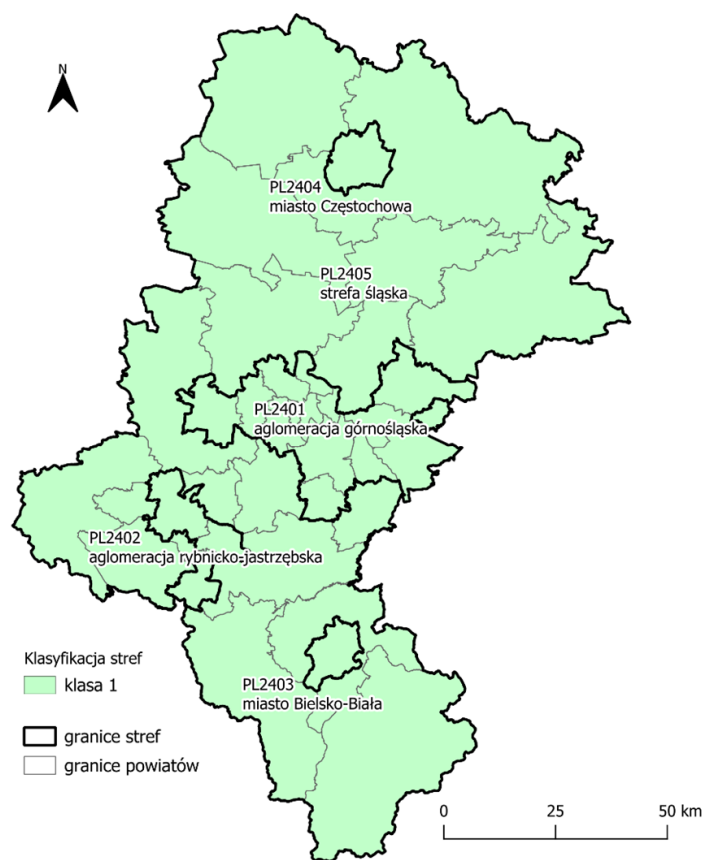 N
PL2404
miasto Częstochowa
PL2405
strefa śląska
PL2401
aglomeracja górnośląska
PL2402
aglomeracja rybnicko-jastrzębska
PL2403
miasto Bielsko-Biała
Klasyfikacja stref
klasa 1
granice stref
granice powiatów
0 25 50 km